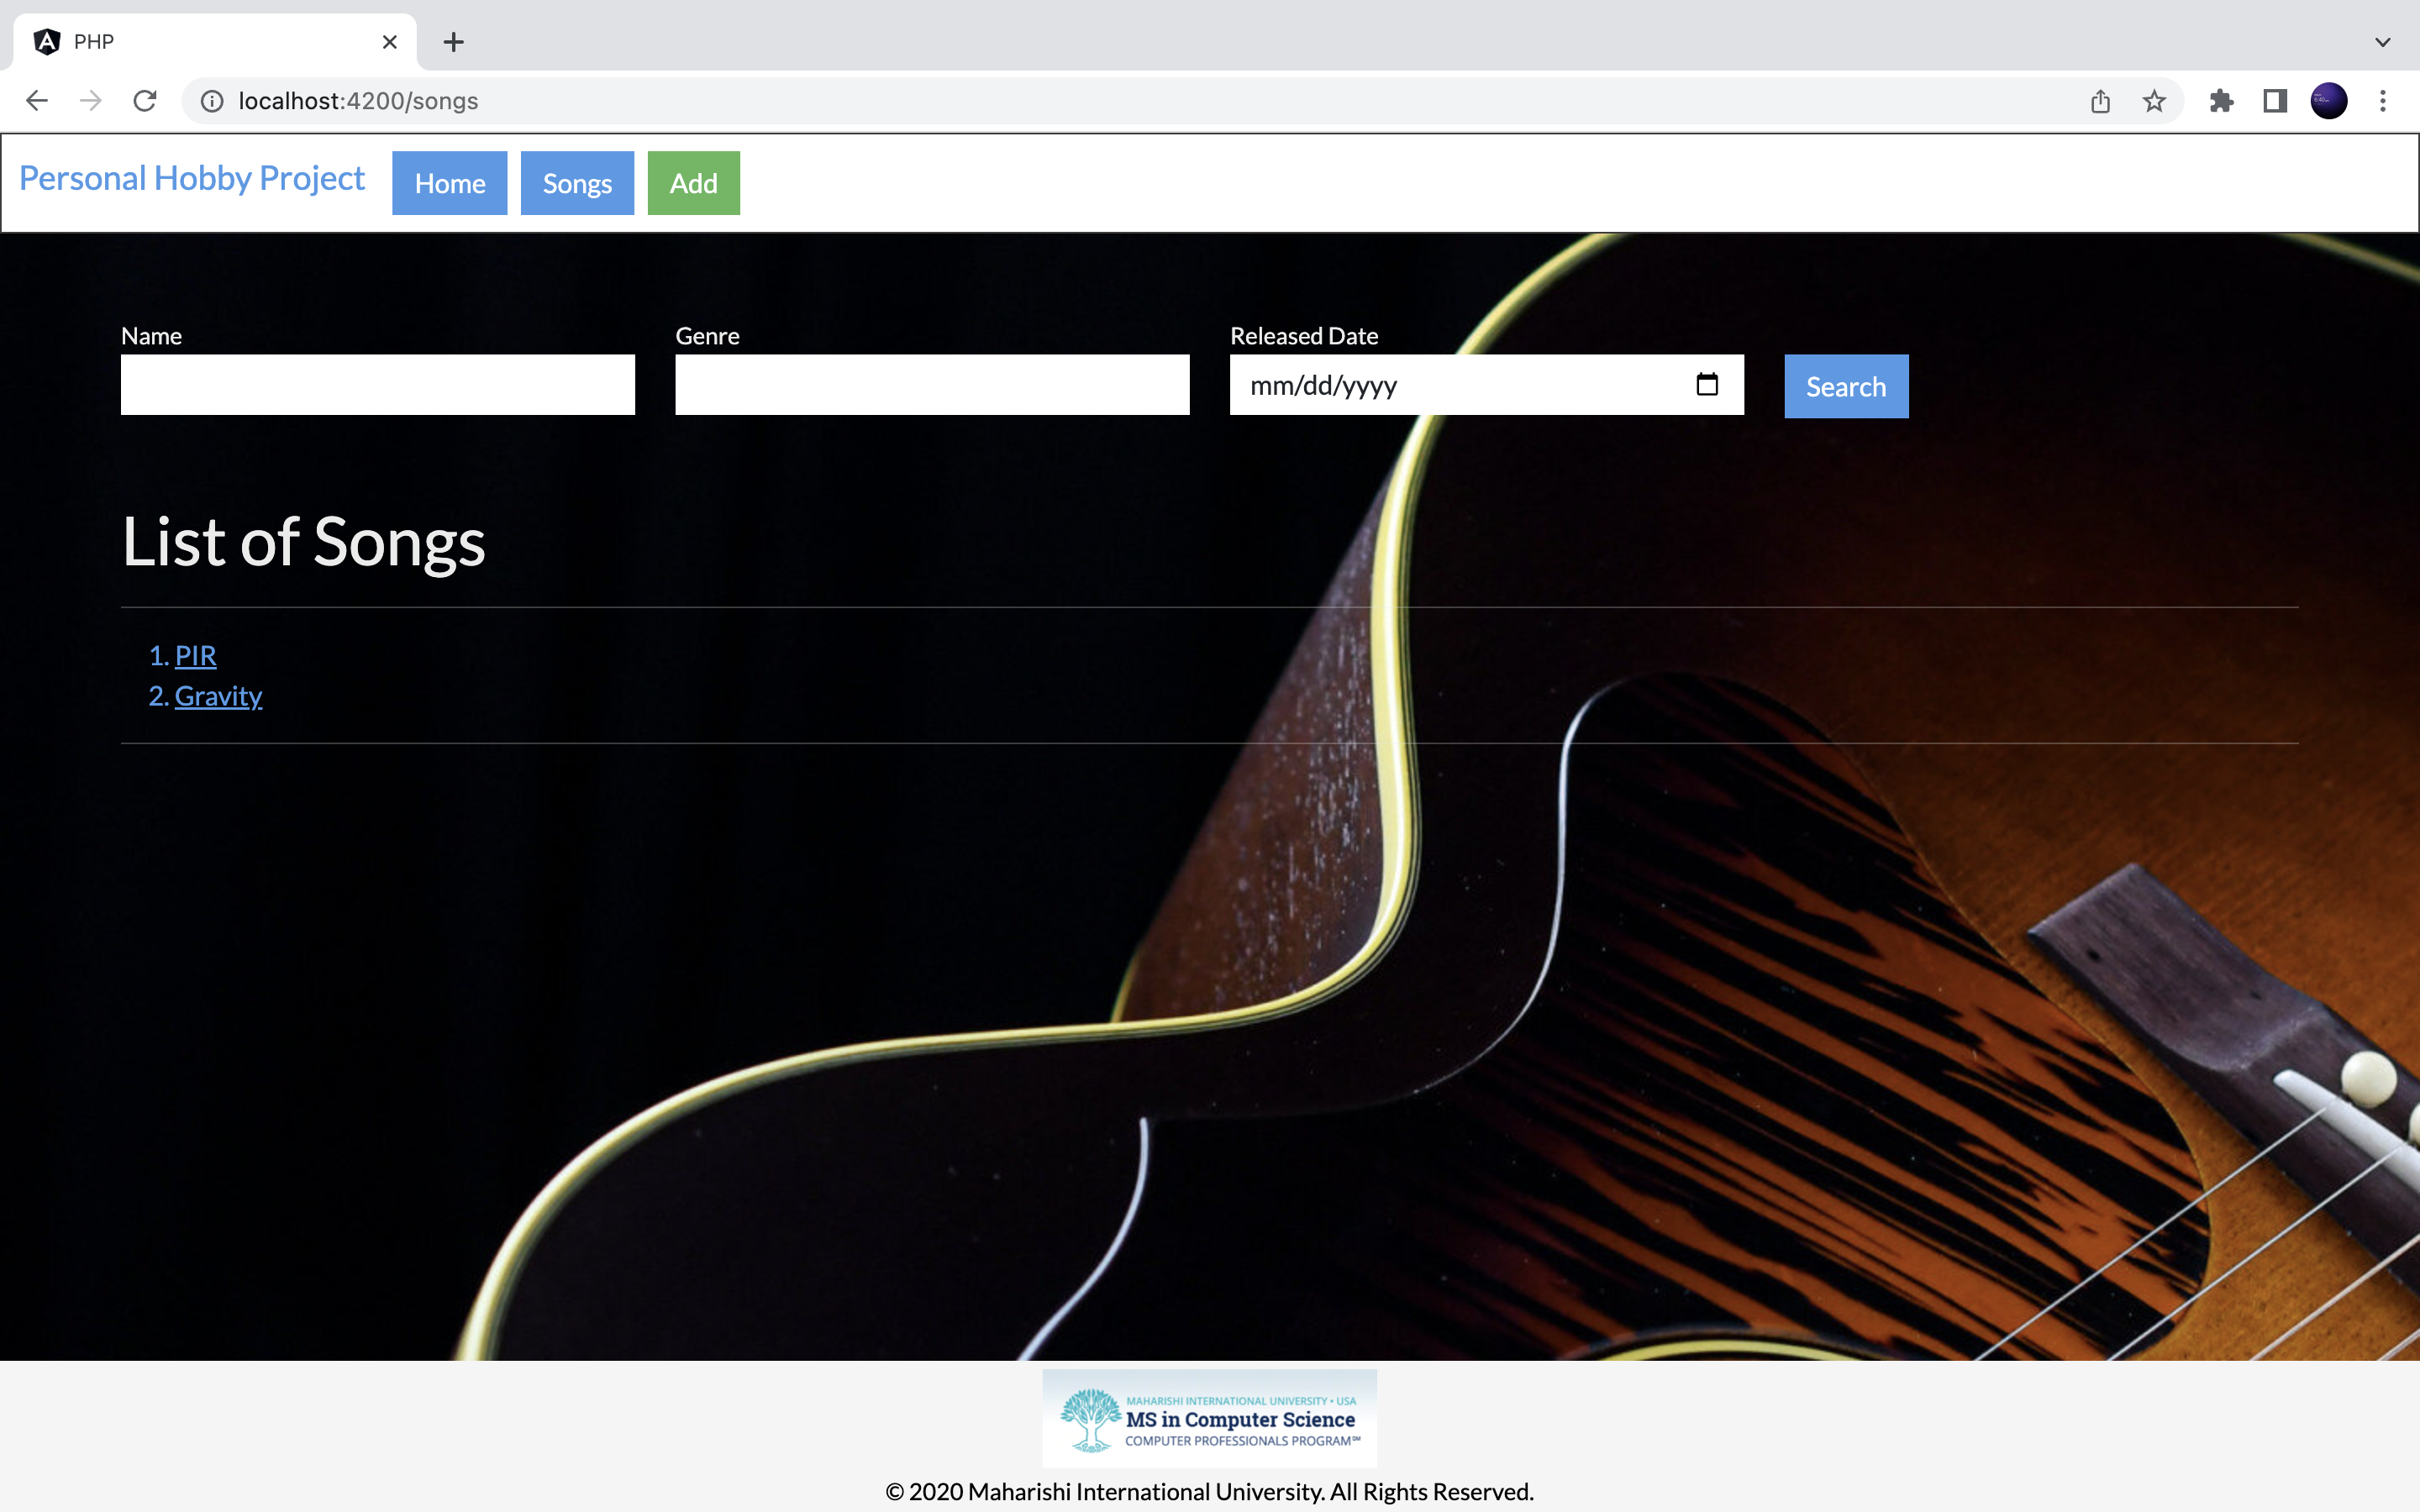 PHP
localhost:4200/songs
Personal Hobby Project Home Songs Add
Name Genre Released Date
mm/dd/yyyy Search
List of Songs
1. PIR
2. Gravity
MAHARISHI INTERNATIONAL UNIVERSITY • USA
MS in Computer Science
COMPUTER PROFESSIONALS PROGRAM℠
© 2020 Maharishi International University. All Rights Reserved.